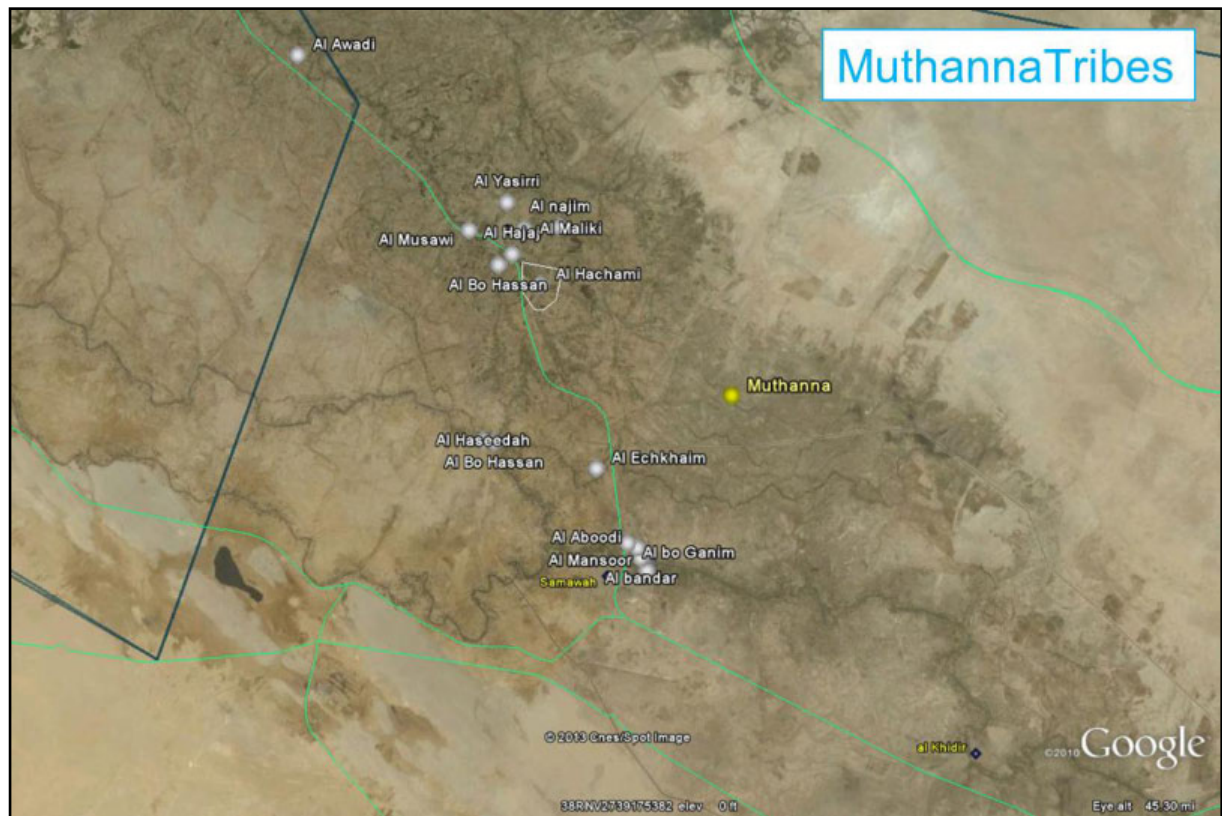 Al Awadi
MuthannaTribes
Al Yasirri
Al najim
Al Musawi
Al Hajaj
Al Maliki
Al Hachami
Al Bo Hassan
Muthanna
Al Haseedah
Al Bo Hassan
Al Echkhaim
Al Aboodi
Al bo Ganim
Al Mansoor
Samawah
Al bandar
© 2013 Cnes/Spot Image
al Khidir
©2010 Google
38RNV2739175382 elev 0 ft
Eye alt 45.30 mi